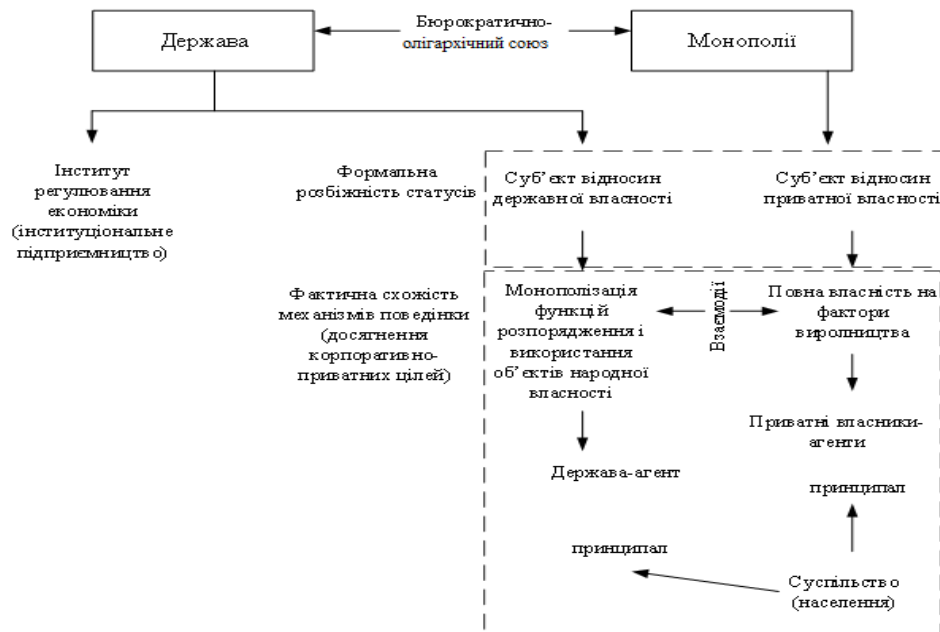 Бюрократично-
олігархічний союз
Держава
Монополії
Інститут
регулювання
економіки
(інституціональне
підприємництво)
Формальна
розбіжність статусів
Суб’єкт відносин
державної власності
Суб’єкт відносин
приватної власності
Фактична схожість
механізмів поведінки
(досягнення
корпоративно-
приватних цілей)
Монополізація
функцій
розпорядження і
використання
об’єктів народної
власності
Взаємодії
Повна власність на
фактори
виролництва
Приватні власники-
агенти
Держава-агент
принципал
принципал
Суспільство
(населення)